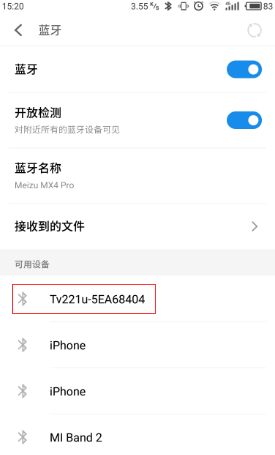 15:20 3.55 K/s 83
蓝牙
蓝牙
开放检测
对附近所有的蓝牙设备可见
蓝牙名称
Meizu MX4 Pro
接收到的文件
可用设备
Tv221u-5EA68404
iPhone
iPhone
MI Band 2